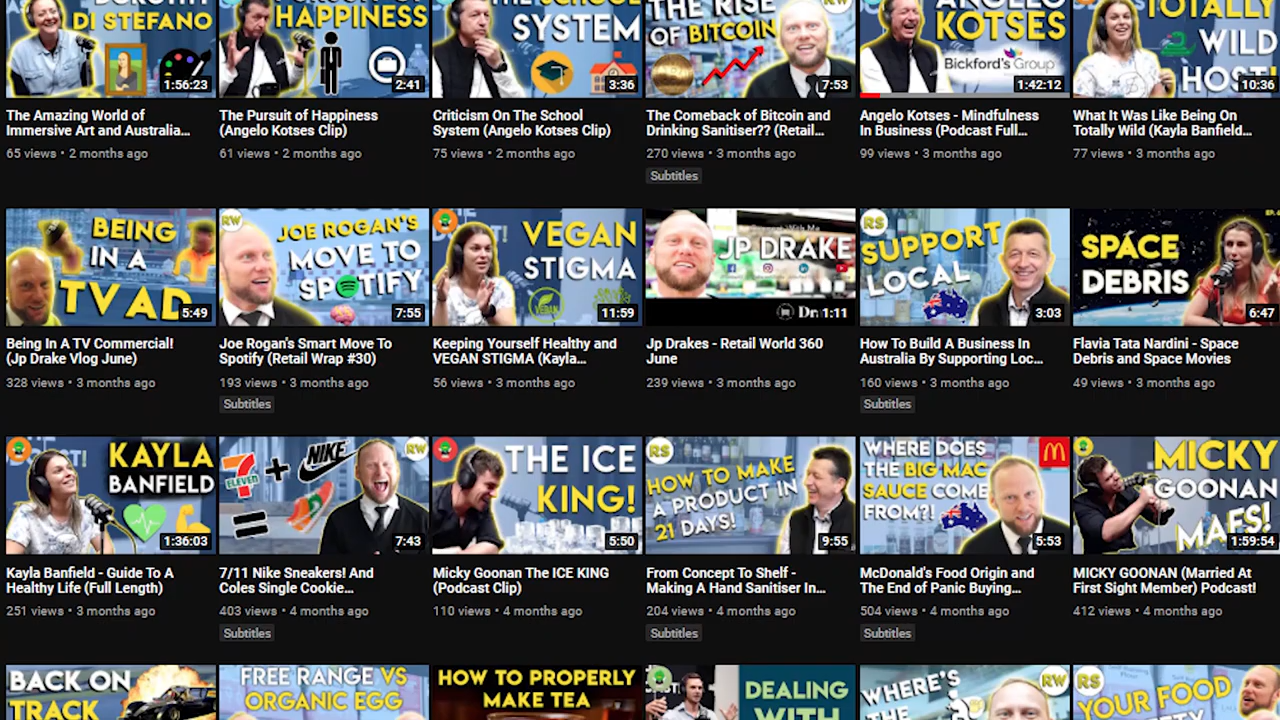 DI STEFANO
1:56:23
HAPPINESS
2:41
SYSTEM
3:36
THE RISE
OF BITCOIN
RW
7:53
ANGELO
KOTSES
Bickford's Group
1:42:12
TOTALLY
WILD
HOST!
10:36
The Amazing World of
Immersive Art and Australia...
65 views • 2 months ago
The Pursuit of Happiness
(Angelo Kotses Clip)
61 views • 2 months ago
Criticism On The School
System (Angelo Kotses Clip)
75 views • 2 months ago
The Comeback of Bitcoin and
Drinking Sanitiser?? (Retail...
270 views • 3 months ago
Subtitles
Angelo Kotses - Mindfulness
In Business (Podcast Full...
99 views • 3 months ago
What It Was Like Being On
Totally Wild (Kayla Banfield...
77 views • 3 months ago
BEING
IN A
TV AD
5:49
RW
JOE ROGAN'S
MOVE TO
SPOTIFY
7:55
VEGAN
STIGMA
VEGAN
11:59
JP DRAKE
1:11
RS
SUPPORT
LOCAL
3:03
SPACE
DEBRIS
6:47
Being In A TV Commercial!
(Jp Drake Vlog June)
328 views • 3 months ago
Joe Rogan's Smart Move To
Spotify (Retail Wrap #30)
193 views • 3 months ago
Subtitles
Keeping Yourself Healthy and
VEGAN STIGMA (Kayla...
56 views • 3 months ago
Jp Drakes - Retail World 360
June
239 views • 3 months ago
How To Build A Business In
Australia By Supporting Loc...
160 views • 3 months ago
Subtitles
Flavia Tata Nardini - Space
Debris and Space Movies
49 views • 3 months ago
KAYLA
BANFIELD
1:36:03
7 ELEVEN
+
NIKE
RW
=
7:43
THE ICE
KING!
5:50
RS
HOW TO MAKE
A PRODUCT IN
21 DAYS!
9:55
WHERE DOES
THE BIG MAC
SAUCE COME
FROM?!
5:53
MICKY
GOONAN
MAFS!
1:59:54
Kayla Banfield - Guide To A
Healthy Life (Full Length)
251 views • 3 months ago
7/11 Nike Sneakers! And
Coles Single Cookie...
403 views • 4 months ago
Subtitles
Micky Goonan The ICE KING
(Podcast Clip)
110 views • 4 months ago
From Concept To Shelf -
Making A Hand Sanitiser In...
204 views • 4 months ago
Subtitles
McDonald's Food Origin and
The End of Panic Buying...
504 views • 4 months ago
Subtitles
MICKY GOONAN (Married At
First Sight Member) Podcast!
412 views • 4 months ago
BACK ON
TRACK
FREE RANGE VS
ORGANIC EGG
HOW TO PROPERLY
MAKE TEA
DEALING
WITH
WHERE'S
THE
RW
RS
YOUR FOOD